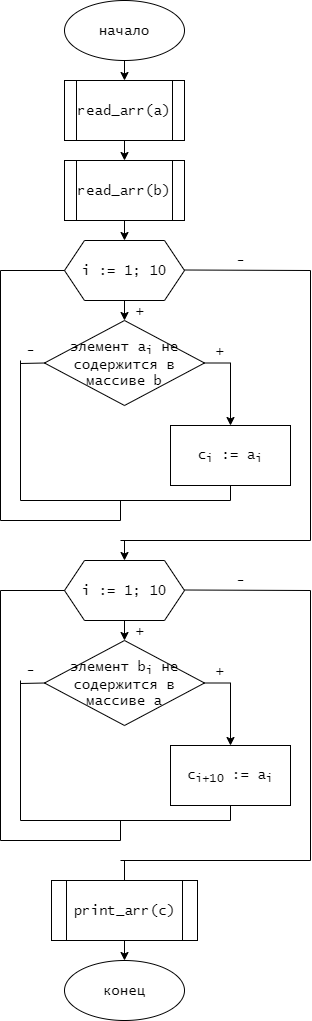 начало
read_arr(a)
read_arr(b)
i := 1; 10
-
+
элемент aᵢ не
содержится в
массиве b
-
+
cᵢ := aᵢ
i := 1; 10
-
+
элемент bᵢ не
содержится в
массиве a
-
+
cᵢ₊₁₀ := aᵢ
print_arr(c)
конец